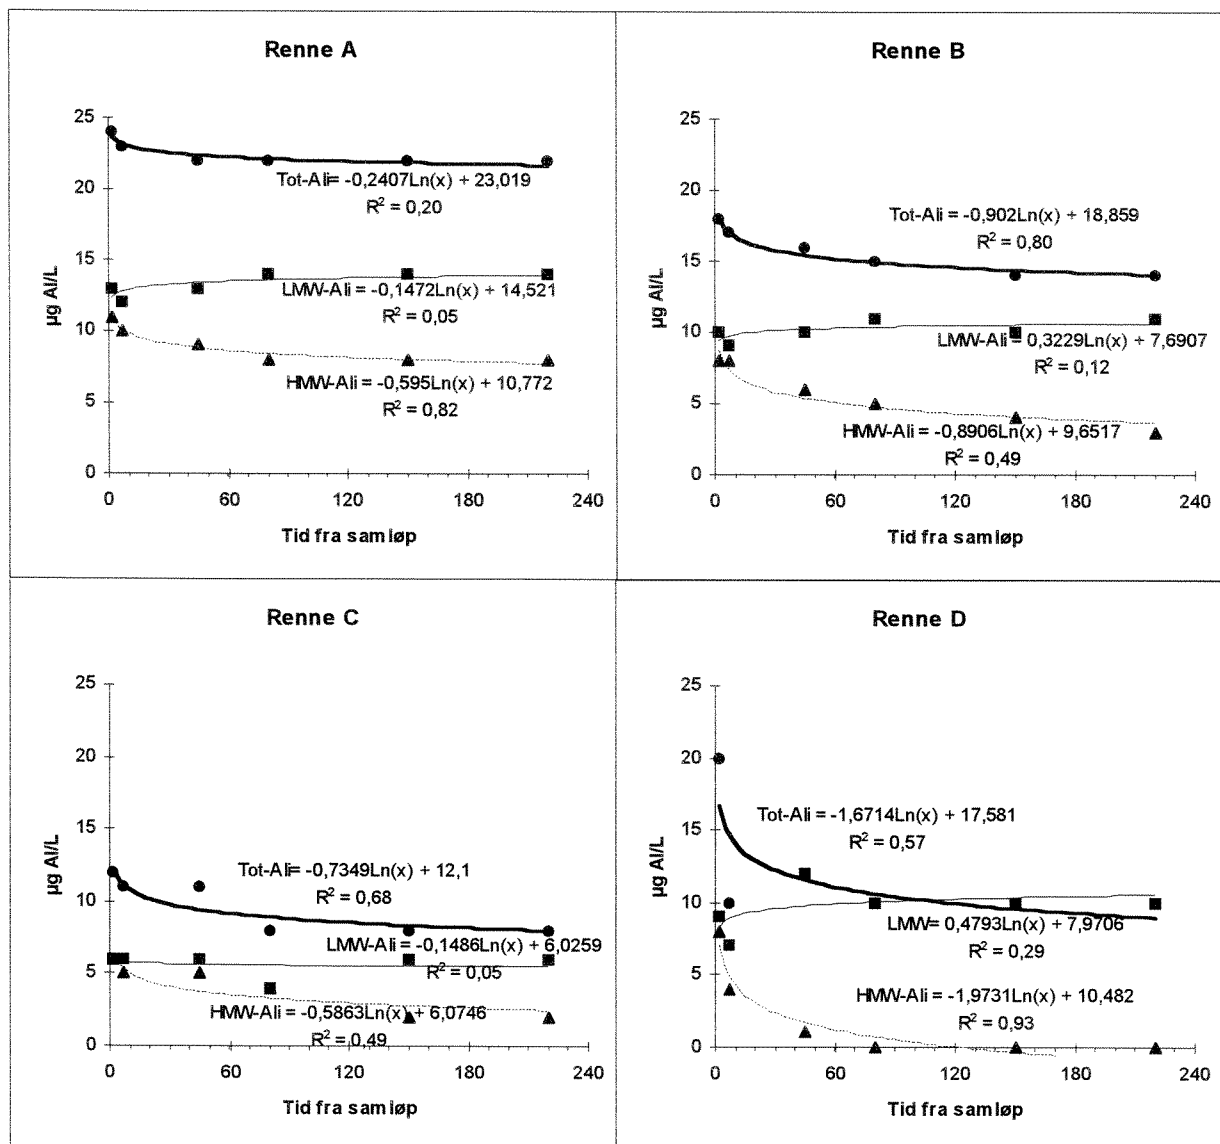 Renne A
25
20
15
10
5
0
µg Al/L
Tot-Ali= -0,2407Ln(x) + 23,019
R² = 0,20
LMW-Ali = -0,1472Ln(x) + 14,521
R² = 0,05
HMW-Ali = -0,595Ln(x) + 10,772
R² = 0,82
0 60 120 180 240
Tid fra samløp
Renne B
25
20
15
10
5
0
µg Al/L
Tot-Ali = -0,902Ln(x) + 18,859
R² = 0,80
LMW-Ali = 0,3229Ln(x) + 7,6907
R² = 0,12
HMW-Ali = -0,8906Ln(x) + 9,6517
R² = 0,49
0 60 120 180 240
Tid fra samløp
Renne C
25
20
15
10
5
0
µg Al/L
Tot-Ali= -0,7349Ln(x) + 12,1
R² = 0,68
LMW-Ali = -0,1486Ln(x) + 6,0259
R² = 0,05
HMW-Ali = -0,5863Ln(x) + 6,0746
R² = 0,49
0 60 120 180 240
Tid fra samløp
Renne D
25
20
15
10
5
0
µg Al/L
Tot-Ali = -1,6714Ln(x) + 17,581
R² = 0,57
LMW= 0,4793Ln(x) + 7,9706
R² = 0,29
HMW-Ali = -1,9731Ln(x) + 10,482
R² = 0,93
0 60 120 180 240
Tid fra samløp